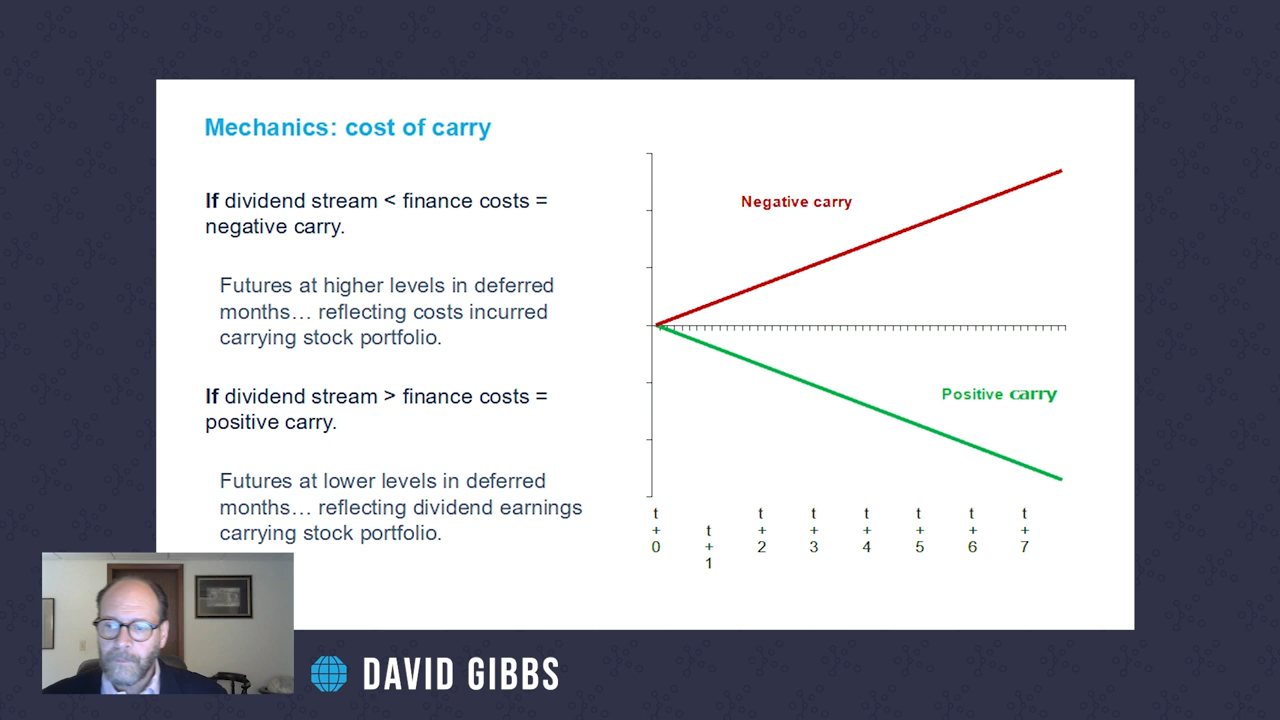 Mechanics: cost of carry
If dividend stream < finance costs =
negative carry.
Futures at higher levels in deferred
months… reflecting costs incurred
carrying stock portfolio.
If dividend stream > finance costs =
positive carry.
Futures at lower levels in deferred
months… reflecting dividend earnings
carrying stock portfolio.
Negative carry
Positive carry
t
+
0
t
+
1
t
+
2
t
+
3
t
+
4
t
+
5
t
+
6
t
+
7
DAVID GIBBS